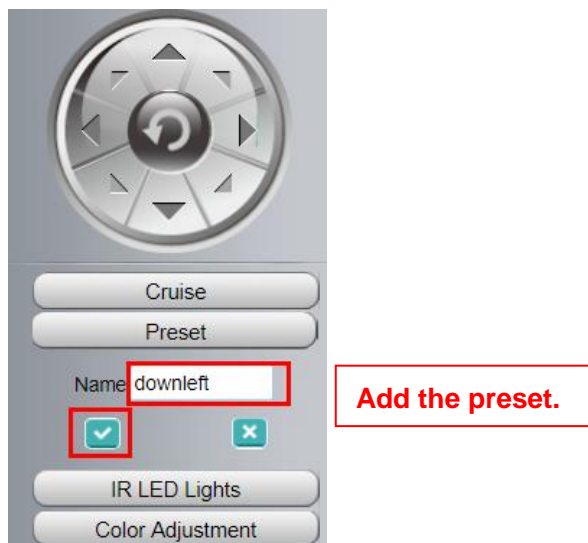 Cruise
Preset
Name downleft
Add the preset.
IR LED Lights
Color Adjustment